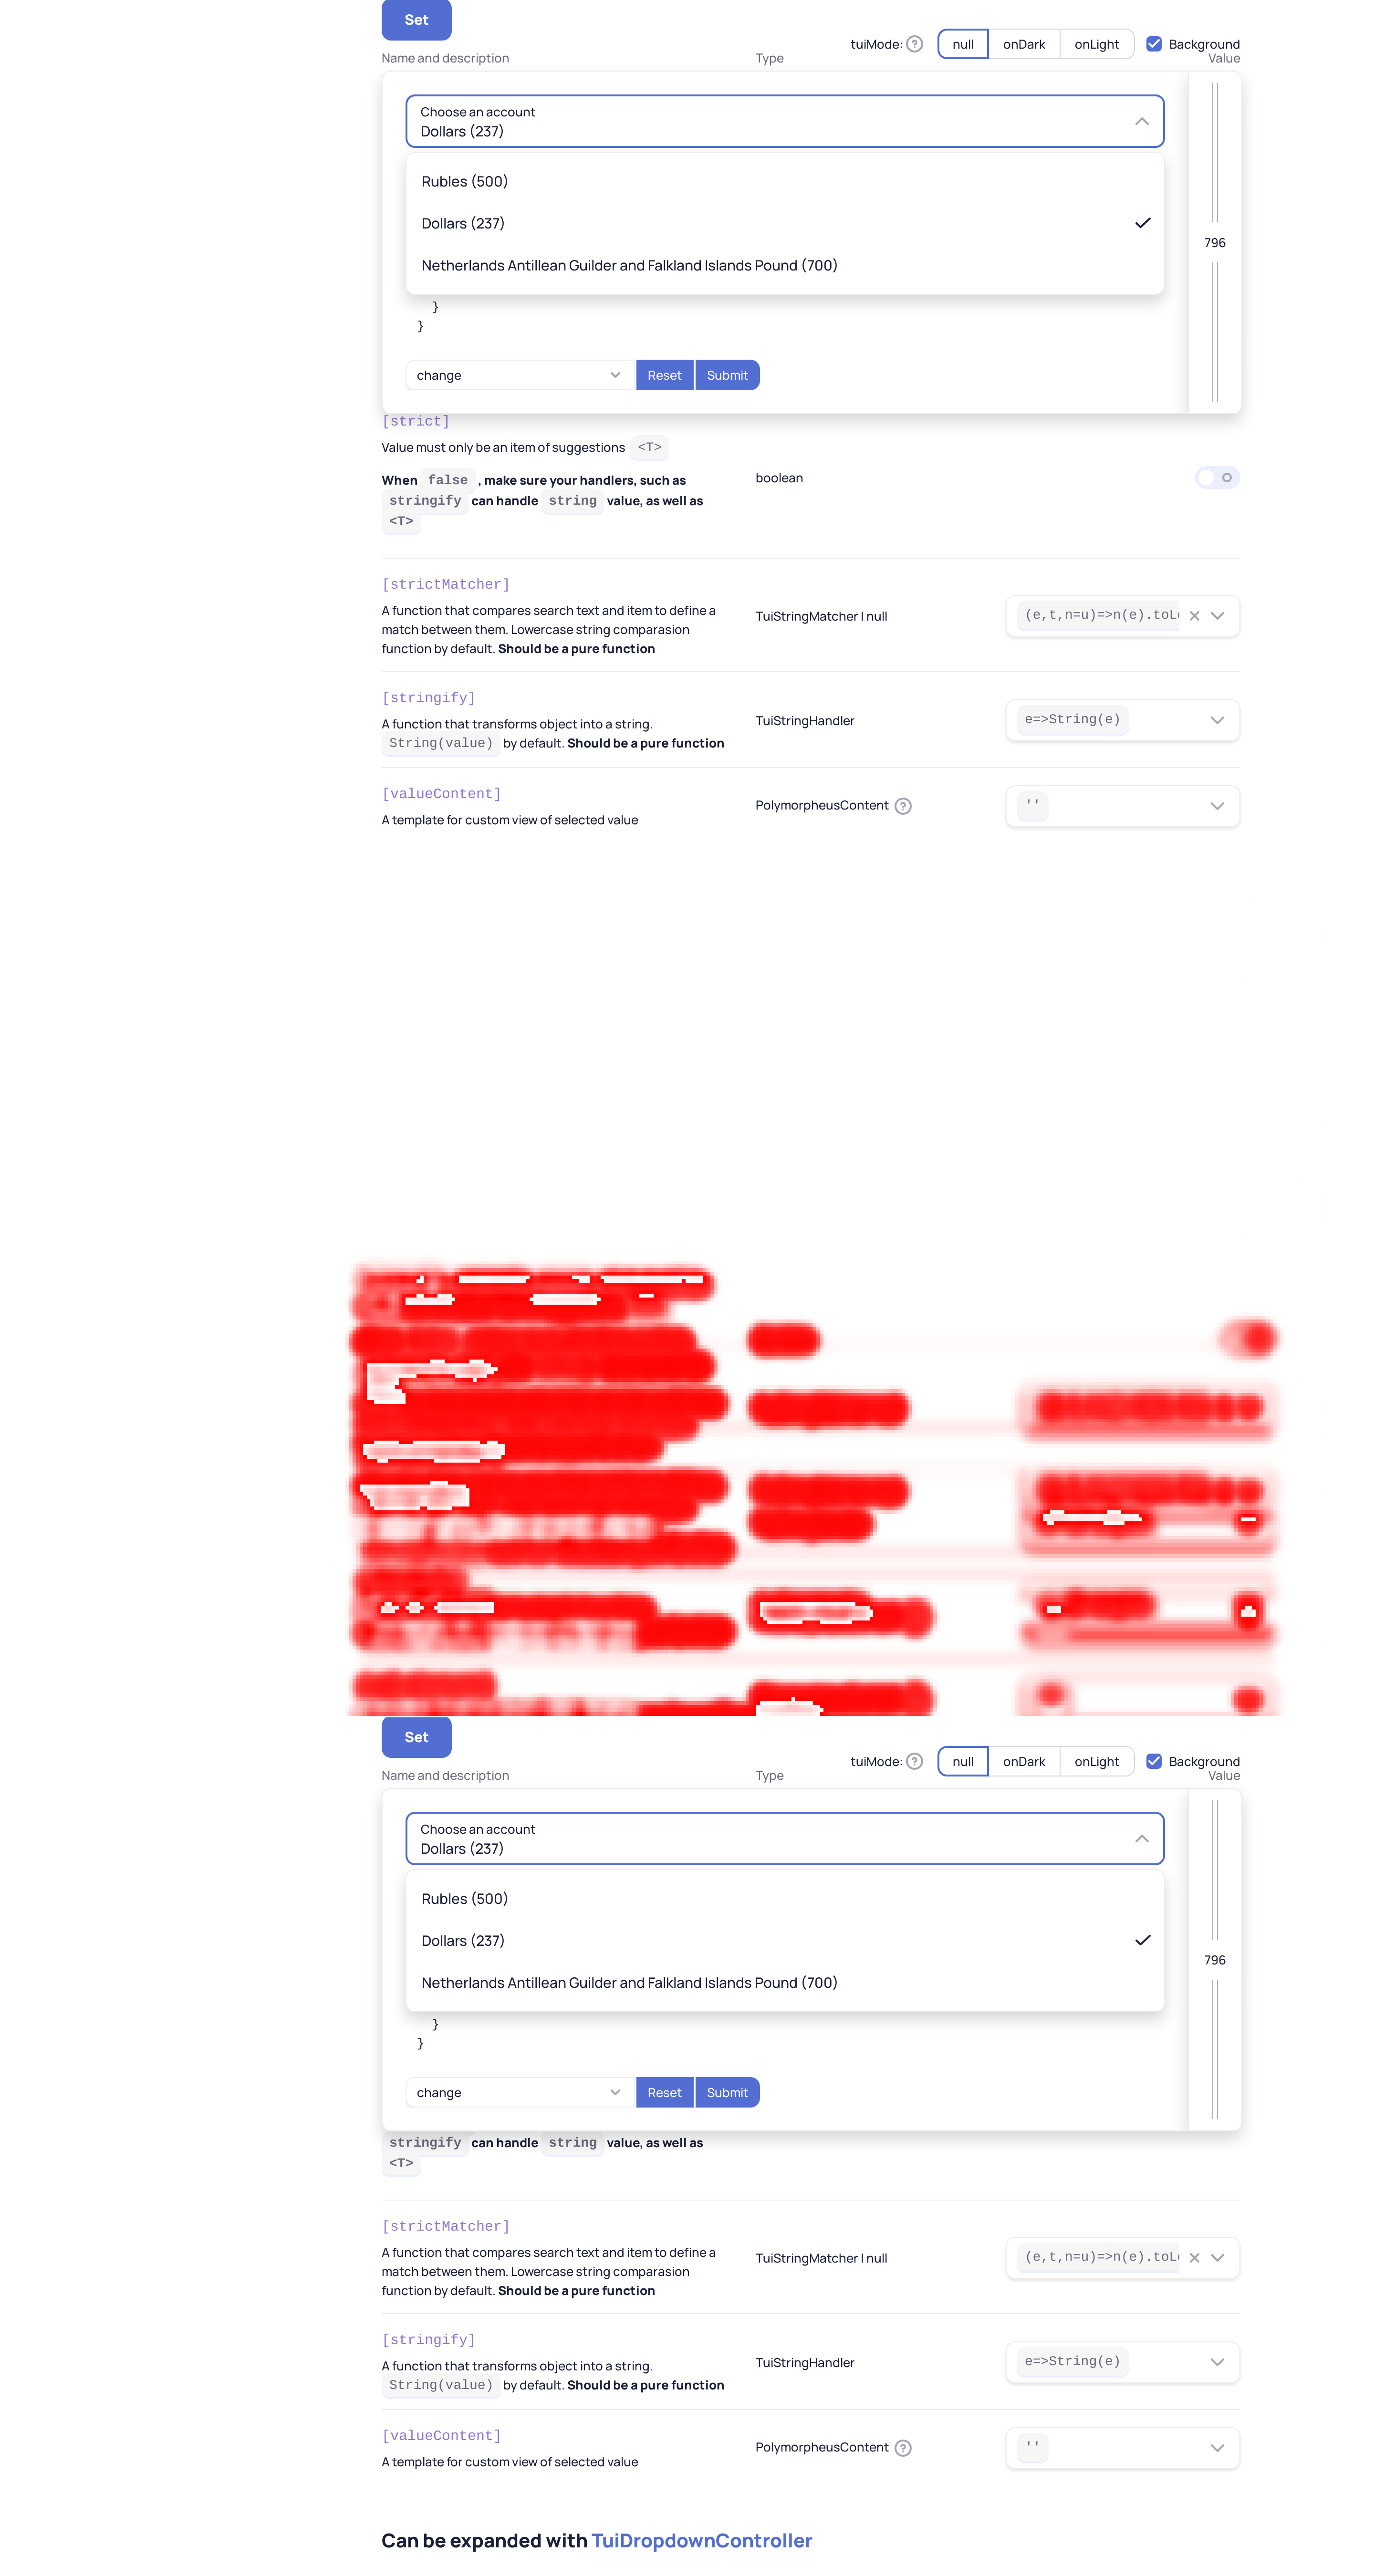 Set
tuiMode: ? null onDark onLight Background
Name and description Type Value
Choose an account
Dollars (237)
Rubles (500)
Dollars (237)
796
Netherlands Antillean Guilder and Falkland Islands Pound (700)
}
}
change Reset Submit
[strict]
Value must only be an item of suggestions <T>
When false , make sure your handlers, such as
boolean
stringify can handle string value, as well as
<T>
[strictMatcher]
A function that compares search text and item to define a
TuiStringMatcher | null (e,t,n=u)=>n(e).toLo
match between them. Lowercase string comparasion
function by default. Should be a pure function
[stringify]
A function that transforms object into a string.
TuiStringHandler e=>String(e)
String(value) by default. Should be a pure function
[valueContent]
PolymorpheusContent ? ''
A template for custom view of selected value
Set
tuiMode: ? null onDark onLight Background
Name and description Type Value
Choose an account
Dollars (237)
Rubles (500)
Dollars (237)
796
Netherlands Antillean Guilder and Falkland Islands Pound (700)
}
}
change Reset Submit
stringify can handle string value, as well as
<T>
[strictMatcher]
A function that compares search text and item to define a
TuiStringMatcher | null (e,t,n=u)=>n(e).toLo
match between them. Lowercase string comparasion
function by default. Should be a pure function
[stringify]
A function that transforms object into a string.
TuiStringHandler e=>String(e)
String(value) by default. Should be a pure function
[valueContent]
PolymorpheusContent ? ''
A template for custom view of selected value
Can be expanded with TuiDropdownController